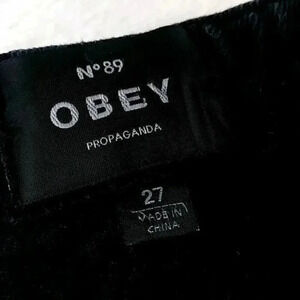 N° 89
OBEY
PROPAGANDA
27
MADE IN
CHINA